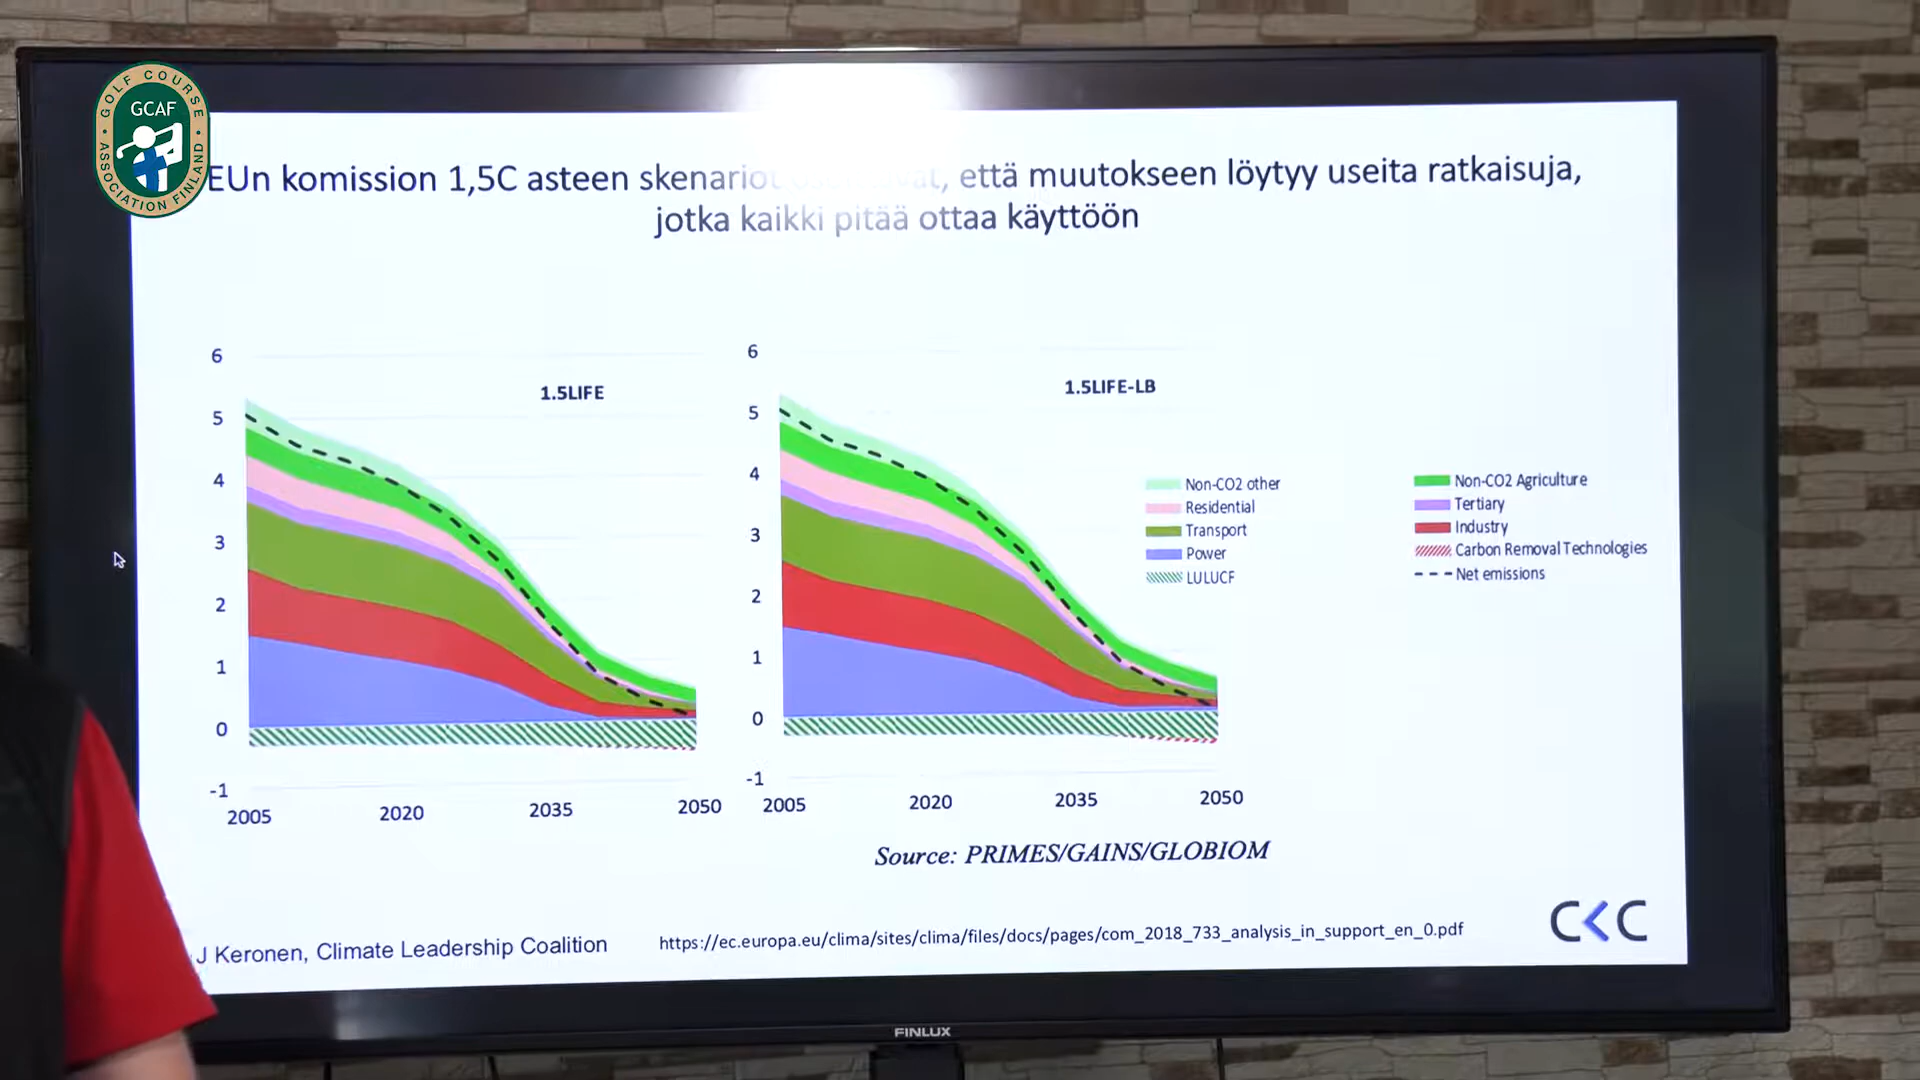 GOLF COURSE
GCAF
ASSOCIATION FINLAND
EUn komission 1,5C asteen skenariot että muutokseen löytyy useita ratkaisuja,
jotka kaikki pitää ottaa käyttöön
6
5
4
3
2
1
0
-1
1.5LIFE
2005 2020 2035 2050
6
5
4
3
2
1
0
-1
1.5LIFE-LB
2005 2020 2035 2050
Non-CO2 other
Residential
Transport
Power
LULUCF
Non-CO2 Agriculture
Tertiary
Industry
Carbon Removal Technologies
Net emissions
Source: PRIMES/GAINS/GLOBIOM
J Keronen, Climate Leadership Coalition
https://ec.europa.eu/clima/sites/clima/files/docs/pages/com_2018_733_analysis_in_support_en_0.pdf
C<C
FINLUX